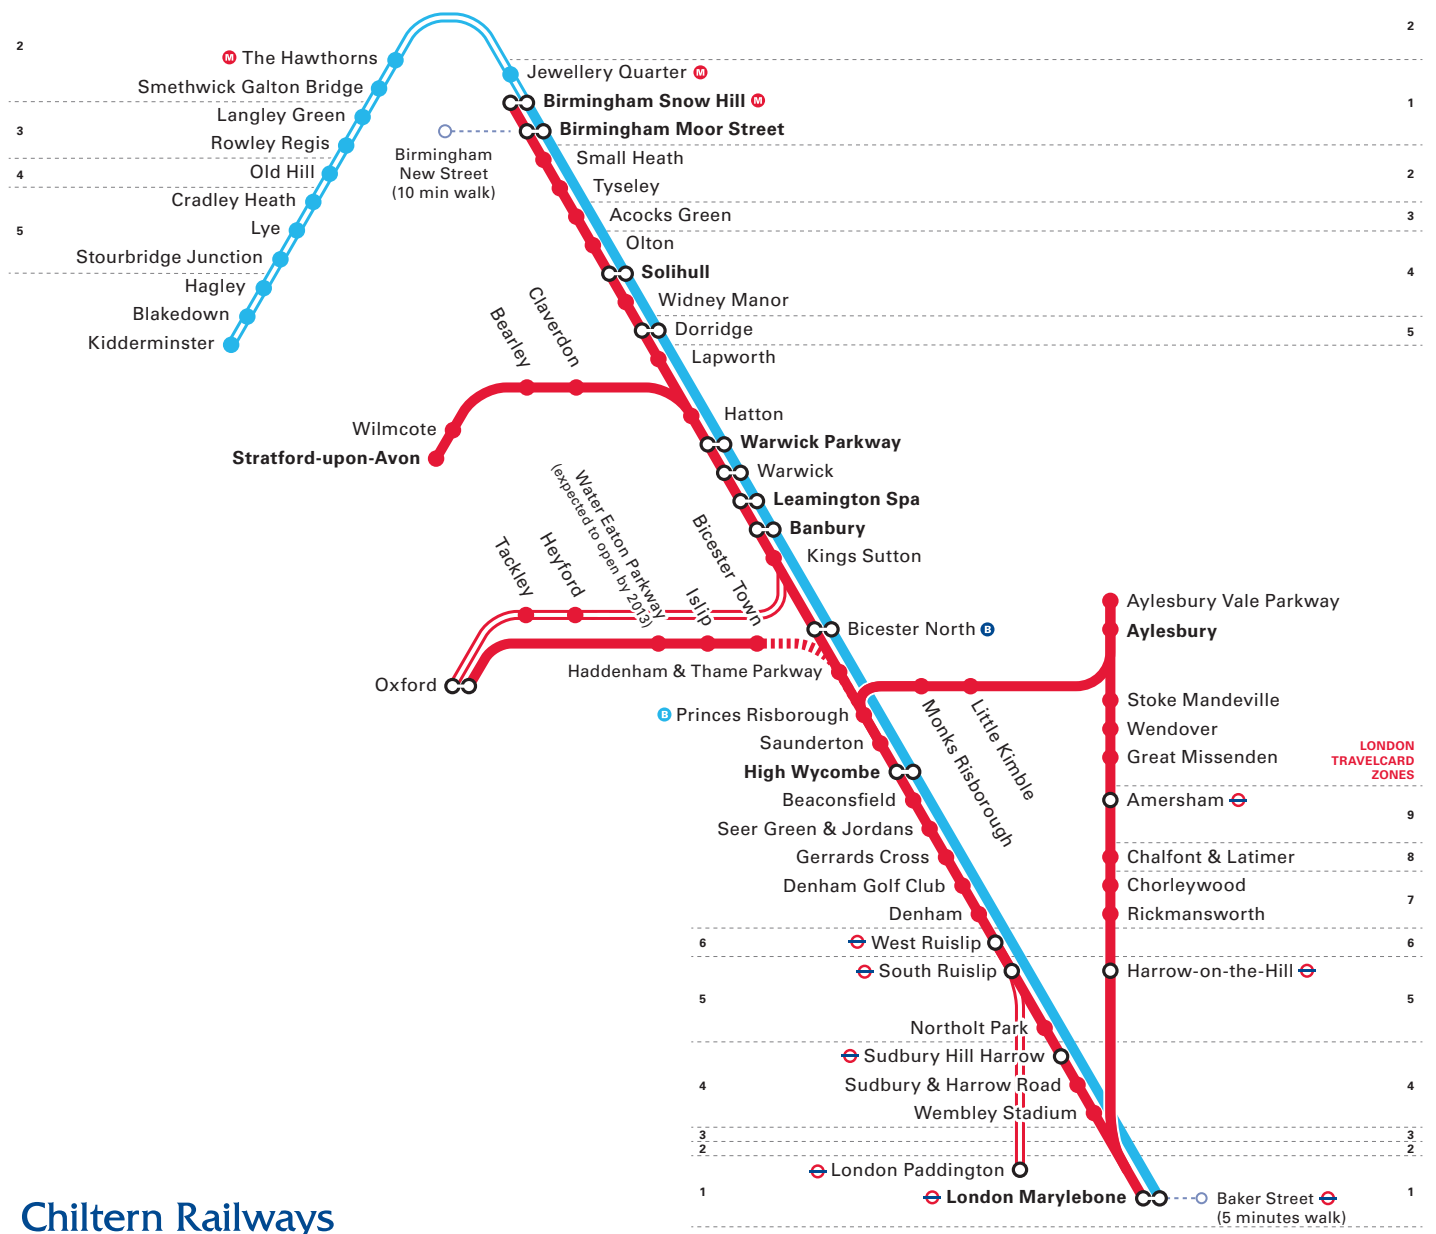 2
2
M The Hawthorns
Smethwick Galton Bridge
Langley Green
3
Rowley Regis
Old Hill
4
Cradley Heath
Lye
5
Stourbridge Junction
Hagley
Blakedown
Kidderminster
Jewellery Quarter M
Birmingham Snow Hill M
1
Birmingham Moor Street
Birmingham
New Street
(10 min walk)
Small Heath
Tyseley
2
Acocks Green
3
Olton
Solihull
4
Widney Manor
Dorridge
5
Lapworth
Bearley
Claverdon
Wilmcote
Stratford-upon-Avon
Hatton
Warwick Parkway
Warwick
Leamington Spa
Banbury
Kings Sutton
Tackley
Heyford
Water Eaton Parkway
(expected to open by 2013)
Islip
Bicester Town
Oxford
Bicester North B
Haddenham & Thame Parkway
B Princes Risborough
Saunderton
High Wycombe
Beaconsfield
Seer Green & Jordans
Gerrards Cross
Denham Golf Club
Denham
Monks Risborough
Little Kimble
Aylesbury Vale Parkway
Aylesbury
Stoke Mandeville
Wendover
Great Missenden
LONDON
TRAVELCARD
ZONES
Amersham
9
Chalfont & Latimer
8
Chorleywood
7
Rickmansworth
6
West Ruislip
6
South Ruislip
Harrow-on-the-Hill
5
5
Northolt Park
Sudbury Hill Harrow
4
Sudbury & Harrow Road
4
Wembley Stadium
3
3
2
2
London Paddington
1
London Marylebone
1
Baker Street
(5 minutes walk)
Chiltern Railways